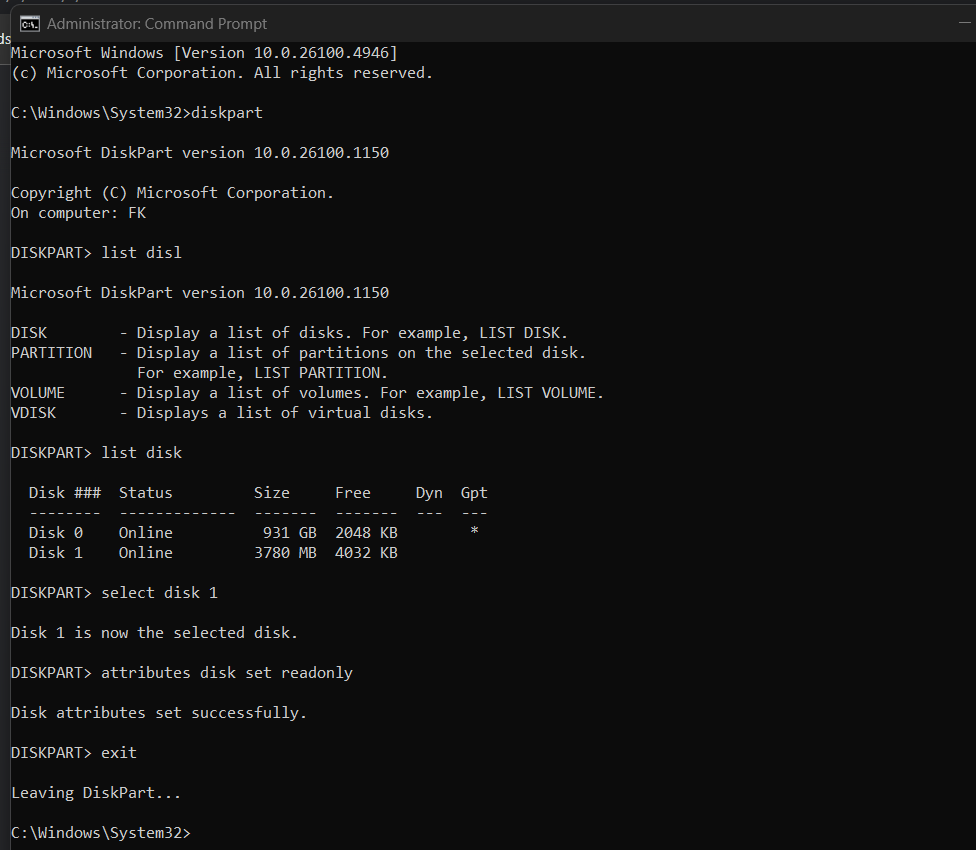 Administrator: Command Prompt
ds
Microsoft Windows [Version 10.0.26100.4946]
(c) Microsoft Corporation. All rights reserved.
C:\Windows\System32>diskpart
Microsoft DiskPart version 10.0.26100.1150
Copyright (C) Microsoft Corporation.
On computer: FK
DISKPART> list disl
Microsoft DiskPart version 10.0.26100.1150
DISK        - Display a list of disks. For example, LIST DISK.
PARTITION   - Display a list of partitions on the selected disk.
              For example, LIST PARTITION.
VOLUME      - Display a list of volumes. For example, LIST VOLUME.
VDISK       - Displays a list of virtual disks.
DISKPART> list disk
  Disk ###  Status         Size     Free     Dyn  Gpt
  --------  -------------  -------  -------  ---  ---
  Disk 0    Online          931 GB  2048 KB        *
  Disk 1    Online         3780 MB  4032 KB
DISKPART> select disk 1
Disk 1 is now the selected disk.
DISKPART> attributes disk set readonly
Disk attributes set successfully.
DISKPART> exit
Leaving DiskPart...
C:\Windows\System32>